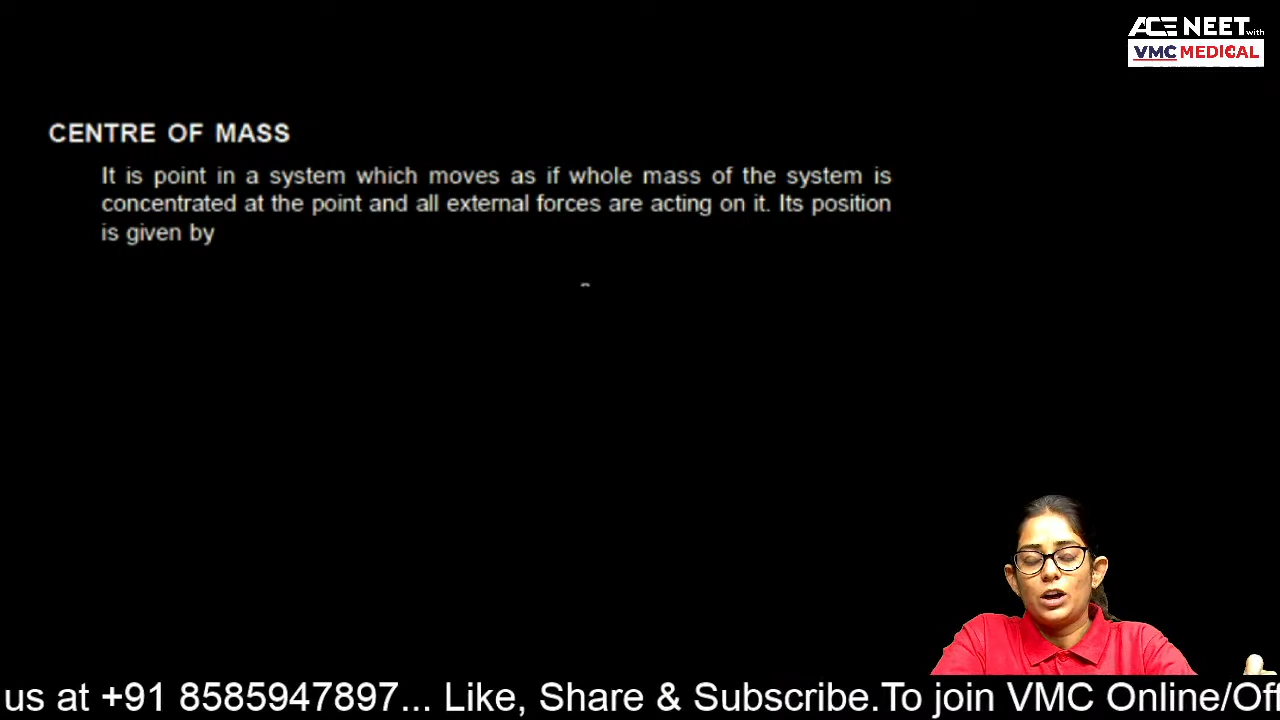 ACE NEET with
VMC MEDICAL
CENTRE OF MASS
It is point in a system which moves as if whole mass of the system is
concentrated at the point and all external forces are acting on it. Its position
is given by
us at +91 8585947897... Like, Share & Subscribe.To join VMC Online/Off